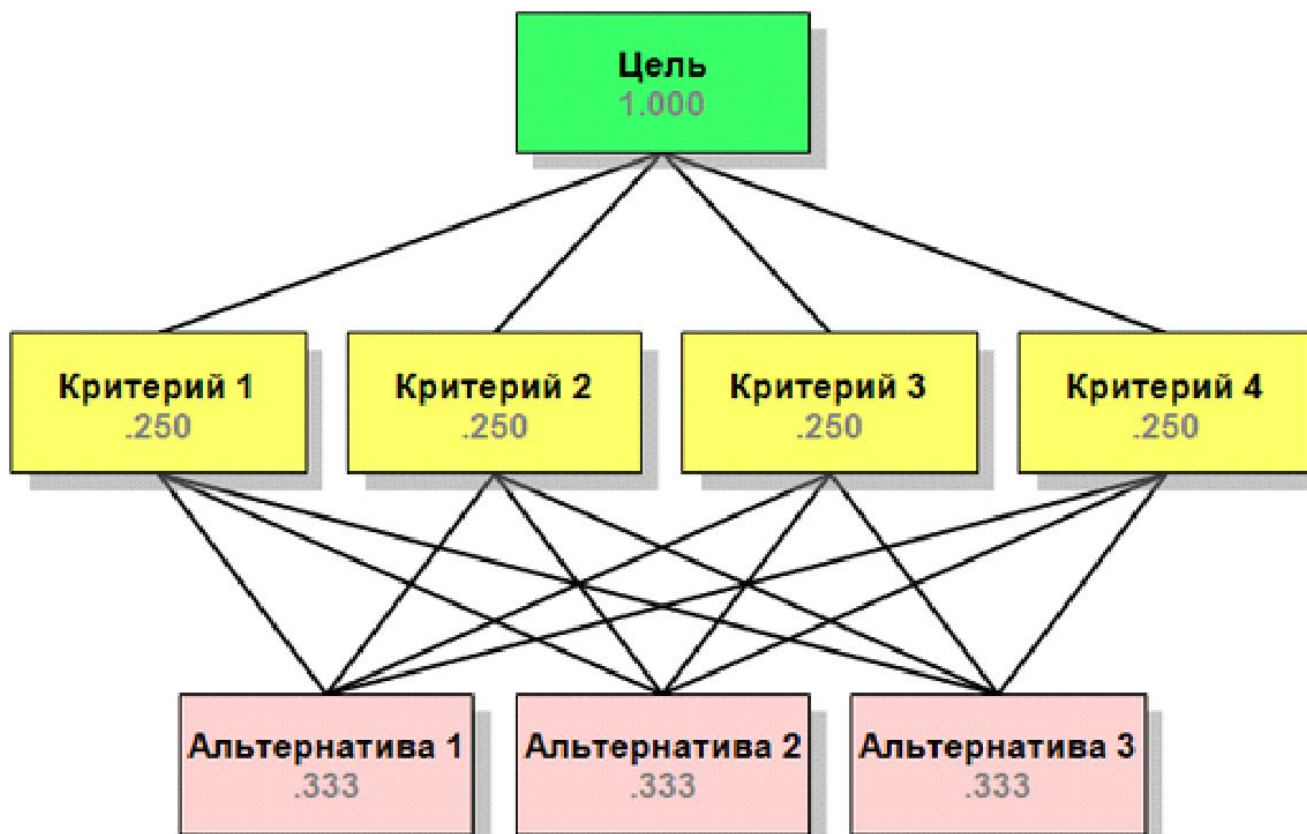 Цель
1.000
Критерий 1
.250
Критерий 2
.250
Критерий 3
.250
Критерий 4
.250
Альтернатива 1
.333
Альтернатива 2
.333
Альтернатива 3
.333